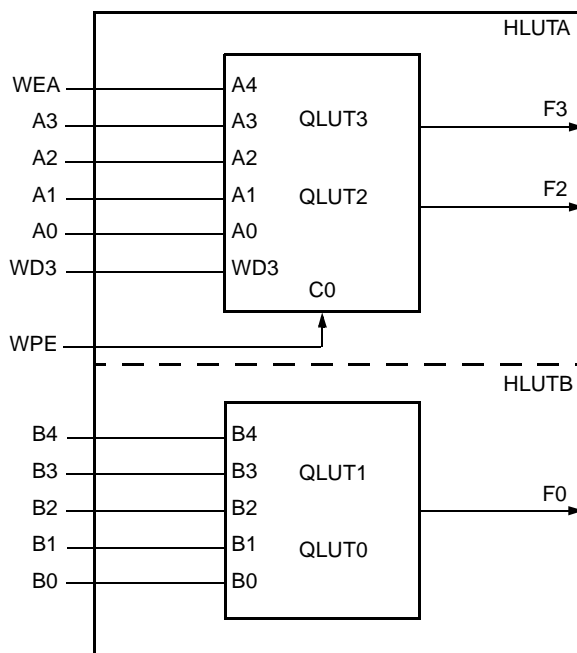 HLUTA
WEA A4
F3
A3 A3 QLUT3
A2 A2
F2
A1 A1 QLUT2
A0 A0
WD3 WD3
C0
WPE
HLUTB
B4 B4
B3 B3 QLUT1
F0
B2 B2
B1 B1 QLUT0
B0 B0